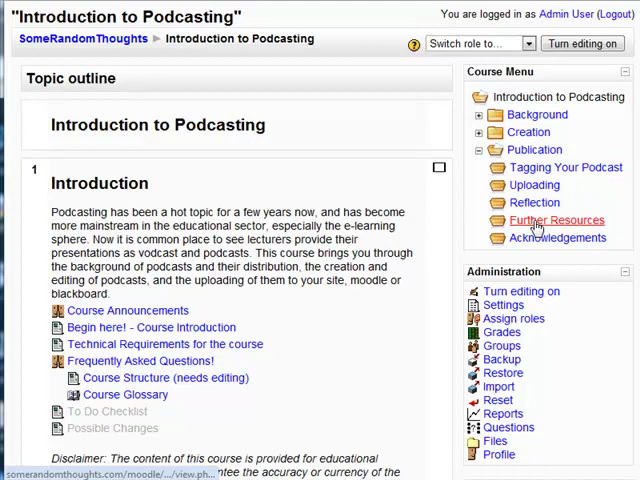 "Introduction to Podcasting"
You are logged in as Admin User (Logout)
SomeRandomThoughts ► Introduction to Podcasting
Switch role to...
Turn editing on
Topic outline
Introduction to Podcasting
1
Introduction
Podcasting has been a hot topic for a few years now, and has become
more mainstream in the educational sector, especially the e-learning
sphere. Now it is common place to see lecturers provide their
presentations as vodcast and podcasts. This course brings you through
the background of podcasts and their distribution, the creation and
editing of podcasts, and the uploading of them to your site, moodle or
blackboard.
Course Announcements
Begin here! - Course Introduction
Technical Requirements for the course
Frequently Asked Questions!
Course Structure (needs editing)
Course Glossary
To Do Checklist
Possible Changes
Disclaimer: The content of this course is provided for educational
ntee the accuracy or currency of the
somerandomthoughts.com/moodle/.../view.ph...
Course Menu
Introduction to Podcasting
Background
Creation
Publication
Tagging Your Podcast
Uploading
Reflection
Further Resources
Acknowledgements
Administration
Turn editing on
Settings
Assign roles
Grades
Groups
Backup
Restore
Import
Reset
Reports
Questions
Files
Profile